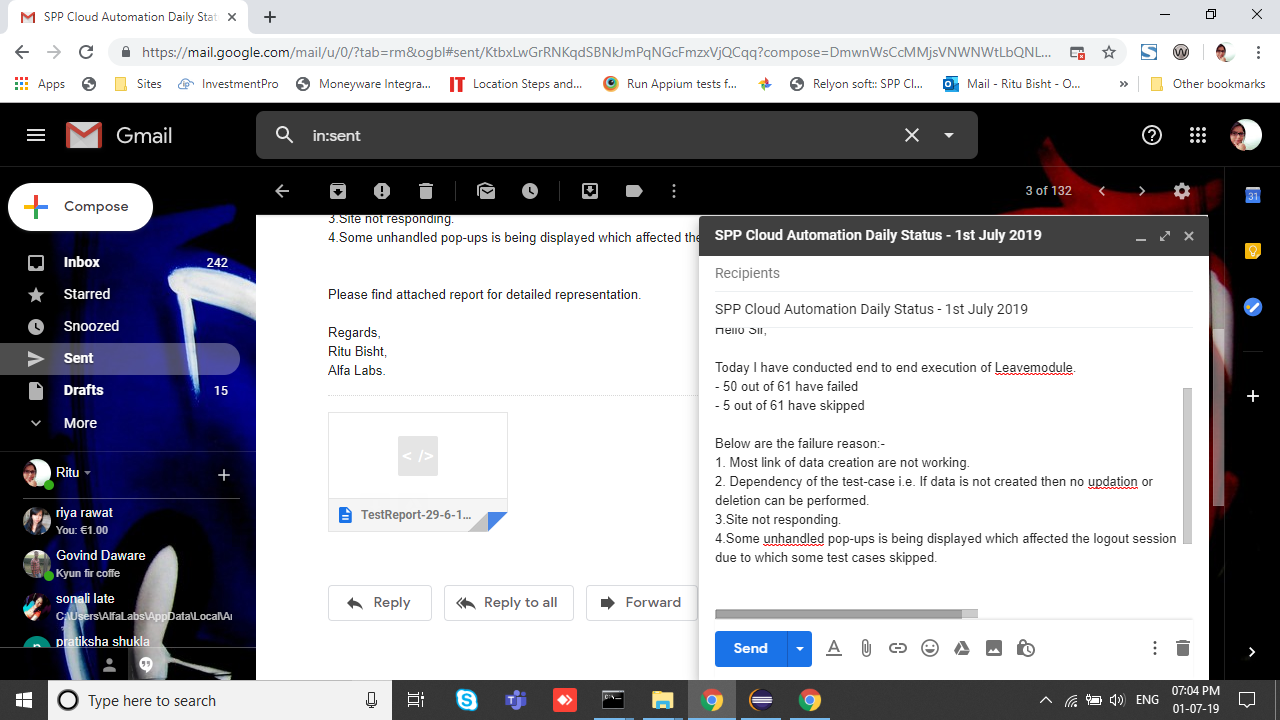 SPP Cloud Automation Daily Stat
https://mail.google.com/mail/u/0/?tab=rm&ogbl#sent/KtbxLwGrRNKqdSBNkJmPqNGcFmzxVjQCqq?compose=DmwnWsCcMMjsVNWNWtLbQNL...
Apps Sites InvestmentPro Moneyware Integra... Location Steps and... Run Appium tests f... Relyon soft:: SPP Cl... Mail - Ritu Bisht - O... » Other bookmarks
Gmail
in:sent
Compose
3 of 132
Inbox 242
Starred
Snoozed
Sent
Drafts 15
More
Ritu
riya rawat
You: €1.00
Govind Daware
Kyun fir coffe
sonali late
C:\Users\AlfaLabs\AppData\Local\A
pratiksha shukla
3.Site not responding.
4.Some unhandled pop-ups is being displayed which affected the
Please find attached report for detailed representation.
Regards,
Ritu Bisht,
Alfa Labs.
< />
TestReport-29-6-1...
Reply
Reply to all
Forward
SPP Cloud Automation Daily Status - 1st July 2019
Recipients
SPP Cloud Automation Daily Status - 1st July 2019
Hello Sir,
Today I have conducted end to end execution of Leavemodule.
- 50 out of 61 have failed
- 5 out of 61 have skipped
Below are the failure reason:-
1. Most link of data creation are not working.
2. Dependency of the test-case i.e. If data is not created then no updation or
deletion can be performed.
3.Site not responding.
4.Some unhandled pop-ups is being displayed which affected the logout session
due to which some test cases skipped.
Send
31
Type here to search
ENG
07:04 PM
01-07-19